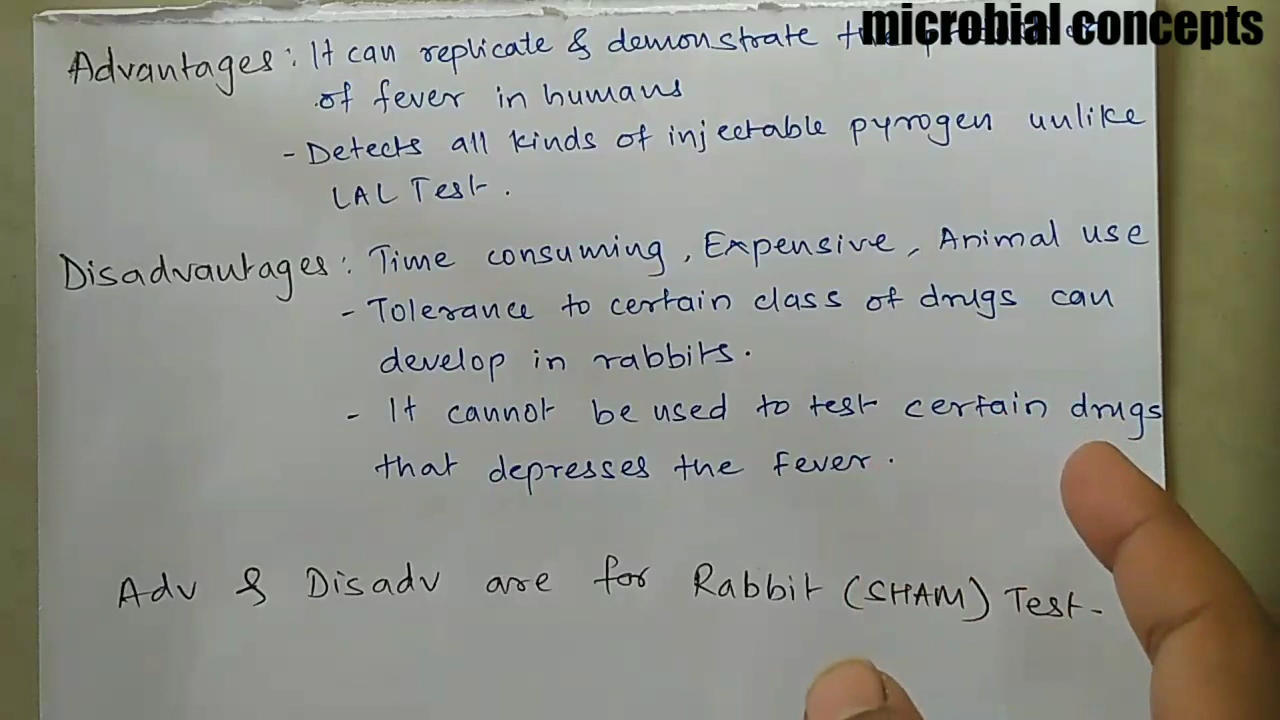 microbial concepts
Advantages: It can replicate & demonstrate
of fever in humans
- Detects all kinds of injectable pyrogen unlike
LAL Test.
Disadvantages: Time consuming, Expensive, Animal use
- Tolerance to certain class of drugs can
develop in rabbits.
- It cannot be used to test certain drugs
that depresses the fever.
Adv & Disadv are for Rabbit (SHAM) Test-